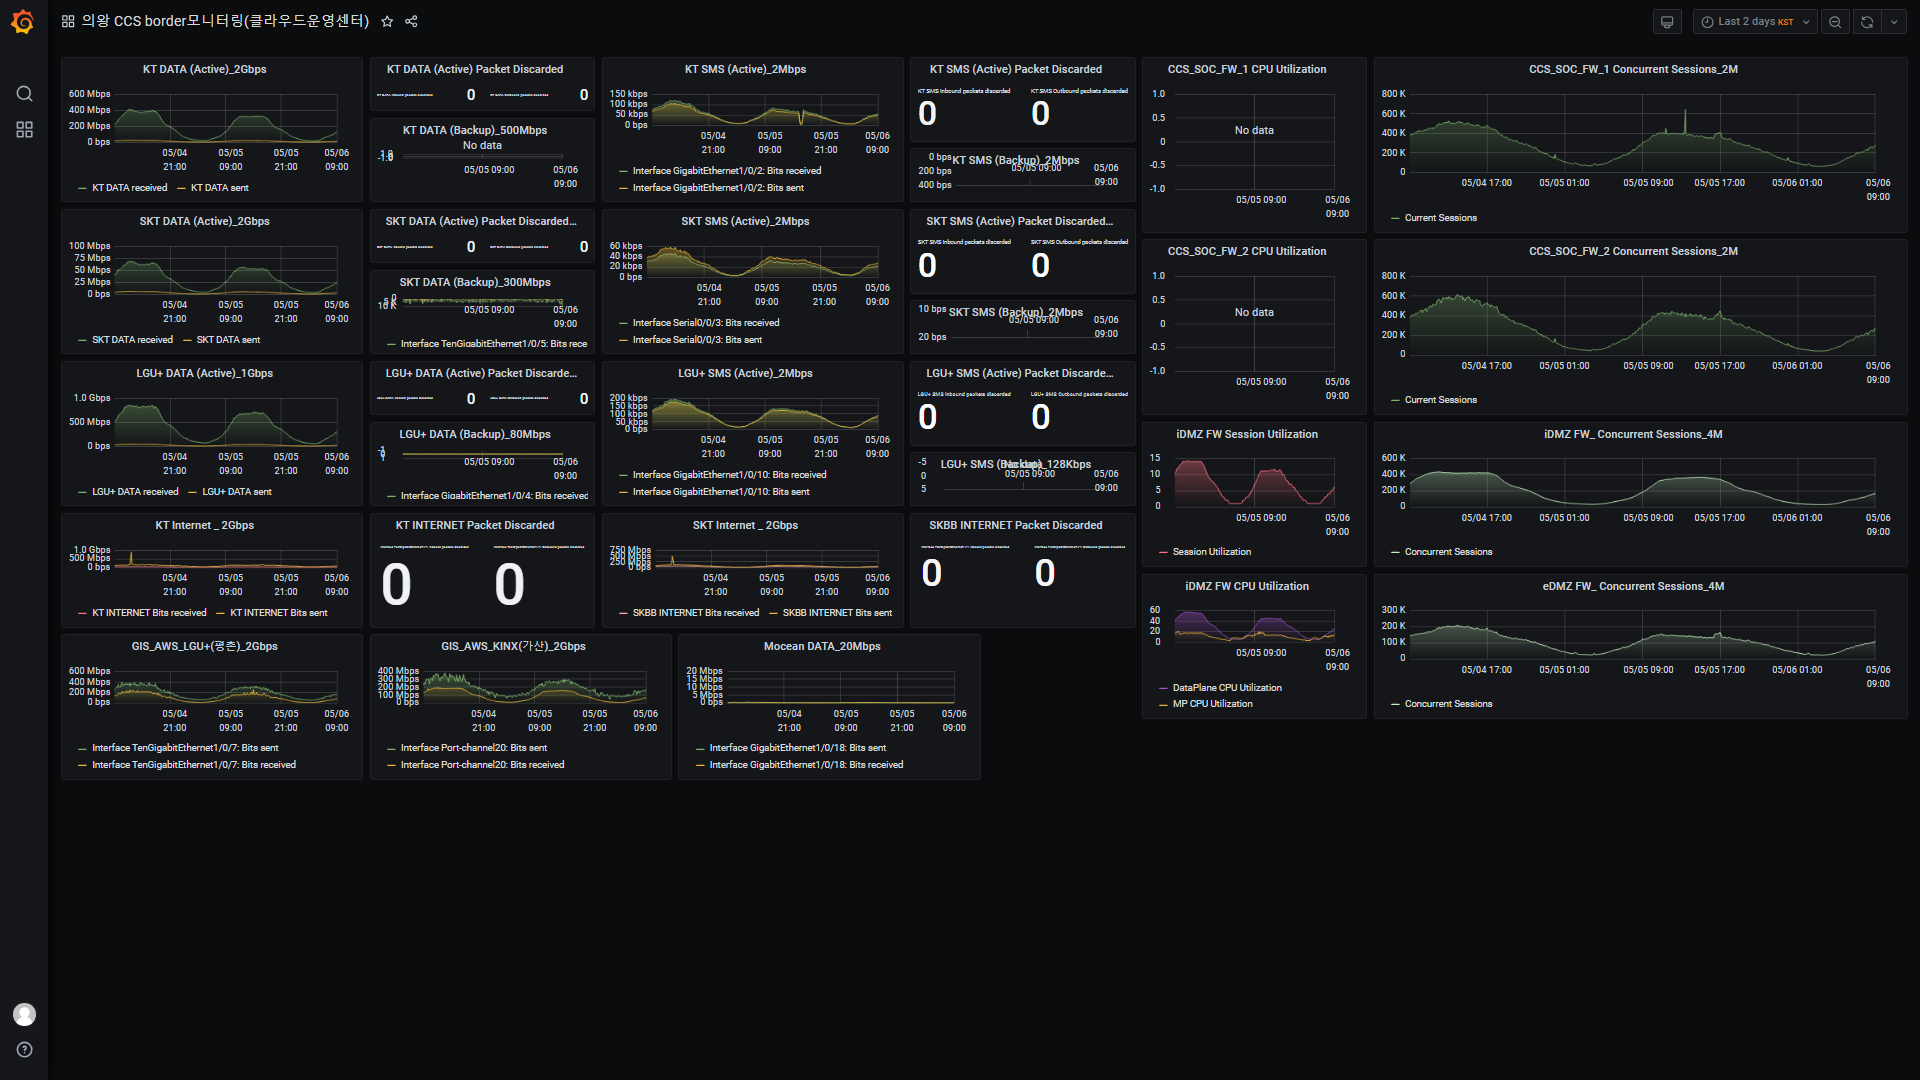 의왕 CCS border모니터링(클라우드운영센터)
Last 2 days KST
KT DATA (Active)_2Gbps
600 Mbps
400 Mbps
200 Mbps
0 bps
05/04 21:00
05/05 09:00
05/05 21:00
05/06 09:00
KT DATA received
KT DATA sent
KT DATA (Active) Packet Discarded
0
0
KT DATA (Backup)_500Mbps
No data
-1.0
05/05 09:00
05/06 09:00
KT SMS (Active)_2Mbps
150 kbps
100 kbps
50 kbps
0 bps
05/04 21:00
05/05 09:00
05/05 21:00
05/06 09:00
Interface GigabitEthernet1/0/2: Bits received
Interface GigabitEthernet1/0/2: Bits sent
KT SMS (Active) Packet Discarded
KT SMS Inbound packets discarded
KT SMS Outbound packets discarded
0
0
KT SMS (Backup)_2Mbps
0 bps
200 bps
400 bps
05/05 09:00
05/06 09:00
CCS_SOC_FW_1 CPU Utilization
1.0
0.5
0
-0.5
-1.0
No data
05/05 09:00
05/06 09:00
CCS_SOC_FW_1 Concurrent Sessions_2M
800 K
600 K
400 K
200 K
0
05/04 17:00
05/05 01:00
05/05 09:00
05/05 17:00
05/06 01:00
05/06 09:00
Current Sessions
SKT DATA (Active)_2Gbps
100 Mbps
75 Mbps
50 Mbps
25 Mbps
0 bps
05/04 21:00
05/05 09:00
05/05 21:00
05/06 09:00
SKT DATA received
SKT DATA sent
SKT DATA (Active) Packet Discarded...
0
0
SKT DATA (Backup)_300Mbps
0
5 K
10 K
05/05 09:00
05/06 09:00
Interface TenGigabitEthernet1/0/5: Bits rece
SKT SMS (Active)_2Mbps
60 kbps
40 kbps
20 kbps
0 bps
05/04 21:00
05/05 09:00
05/05 21:00
05/06 09:00
Interface Serial0/0/3: Bits received
Interface Serial0/0/3: Bits sent
SKT SMS (Active) Packet Discarded...
SKT SMS Inbound packets discarded
SKT SMS Outbound packets discarded
0
0
SKT SMS (Backup)_2Mbps
10 bps
20 bps
05/05 09:00
05/06 09:00
CCS_SOC_FW_2 CPU Utilization
1.0
0.5
0
-0.5
-1.0
No data
05/05 09:00
05/06 09:00
CCS_SOC_FW_2 Concurrent Sessions_2M
800 K
600 K
400 K
200 K
0
05/04 17:00
05/05 01:00
05/05 09:00
05/05 17:00
05/06 01:00
05/06 09:00
Current Sessions
LGU+ DATA (Active)_1Gbps
1.0 Gbps
500 Mbps
0 bps
05/04 21:00
05/05 09:00
05/05 21:00
05/06 09:00
LGU+ DATA received
LGU+ DATA sent
LGU+ DATA (Active) Packet Discarde...
0
0
LGU+ DATA (Backup)_80Mbps
05/05 09:00
05/06 09:00
Interface GigabitEthernet1/0/4: Bits received
LGU+ SMS (Active)_2Mbps
200 kbps
150 kbps
100 kbps
50 kbps
0 bps
05/04 21:00
05/05 09:00
05/05 21:00
05/06 09:00
Interface GigabitEthernet1/0/10: Bits received
Interface GigabitEthernet1/0/10: Bits sent
LGU+ SMS (Active) Packet Discarde...
LGU+ SMS Inbound packets discarded
LGU+ SMS Outbound packets discarded
0
0
LGU+ SMS (Backup)_128Kbps
No data
-5
0
5
05/05 09:00
05/06 09:00
iDMZ FW Session Utilization
15
10
5
0
05/05 09:00
05/06 09:00
Session Utilization
iDMZ FW_ Concurrent Sessions_4M
600 K
400 K
200 K
0
05/04 17:00
05/05 01:00
05/05 09:00
05/05 17:00
05/06 01:00
05/06 09:00
Concurrent Sessions
KT Internet _ 2Gbps
1.0 Gbps
500 Mbps
0 bps
05/04 21:00
05/05 09:00
05/05 21:00
05/06 09:00
KT INTERNET Bits received
KT INTERNET Bits sent
KT INTERNET Packet Discarded
0
0
SKT Internet _ 2Gbps
750 Mbps
500 Mbps
250 Mbps
0 bps
05/04 21:00
05/05 09:00
05/05 21:00
05/06 09:00
SKBB INTERNET Bits received
SKBB INTERNET Bits sent
SKBB INTERNET Packet Discarded
0
0
iDMZ FW CPU Utilization
60
40
20
0
05/05 09:00
05/06 09:00
DataPlane CPU Utilization
MP CPU Utilization
eDMZ FW_ Concurrent Sessions_4M
300 K
200 K
100 K
0
05/04 17:00
05/05 01:00
05/05 09:00
05/05 17:00
05/06 01:00
05/06 09:00
Concurrent Sessions
GIS_AWS_LGU+(평촌)_2Gbps
600 Mbps
400 Mbps
200 Mbps
0 bps
05/04 21:00
05/05 09:00
05/05 21:00
05/06 09:00
Interface TenGigabitEthernet1/0/7: Bits sent
Interface TenGigabitEthernet1/0/7: Bits received
GIS_AWS_KINX(가산)_2Gbps
400 Mbps
300 Mbps
200 Mbps
100 Mbps
0 bps
05/04 21:00
05/05 09:00
05/05 21:00
05/06 09:00
Interface Port-channel20: Bits sent
Interface Port-channel20: Bits received
Mocean DATA_20Mbps
20 Mbps
15 Mbps
10 Mbps
5 Mbps
0 bps
05/04 21:00
05/05 09:00
05/05 21:00
05/06 09:00
Interface GigabitEthernet1/0/18: Bits sent
Interface GigabitEthernet1/0/18: Bits received